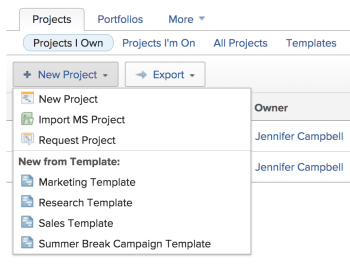 Projects Portfolios More
Projects I Own Projects I'm On All Projects Templates
+ New Project Export
New Project
Owner
Import MS Project
Request Project
Jennifer Campbell
New from Template:
Jennifer Campbell
Marketing Template
Research Template
Sales Template
Summer Break Campaign Template